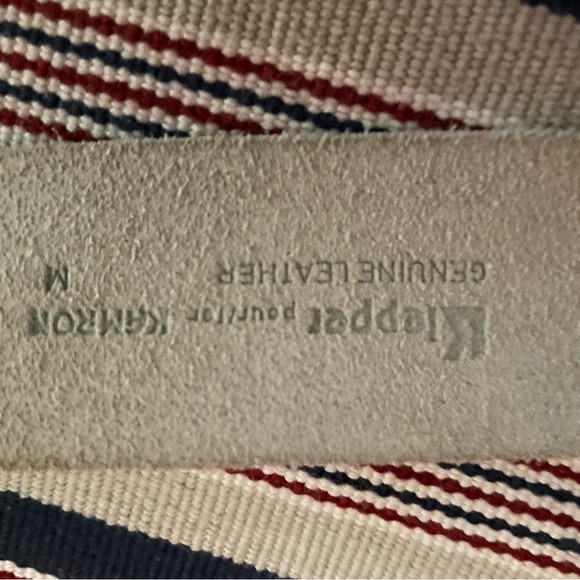 Klepper pour/for KAMRON
GENUINE LEATHER M